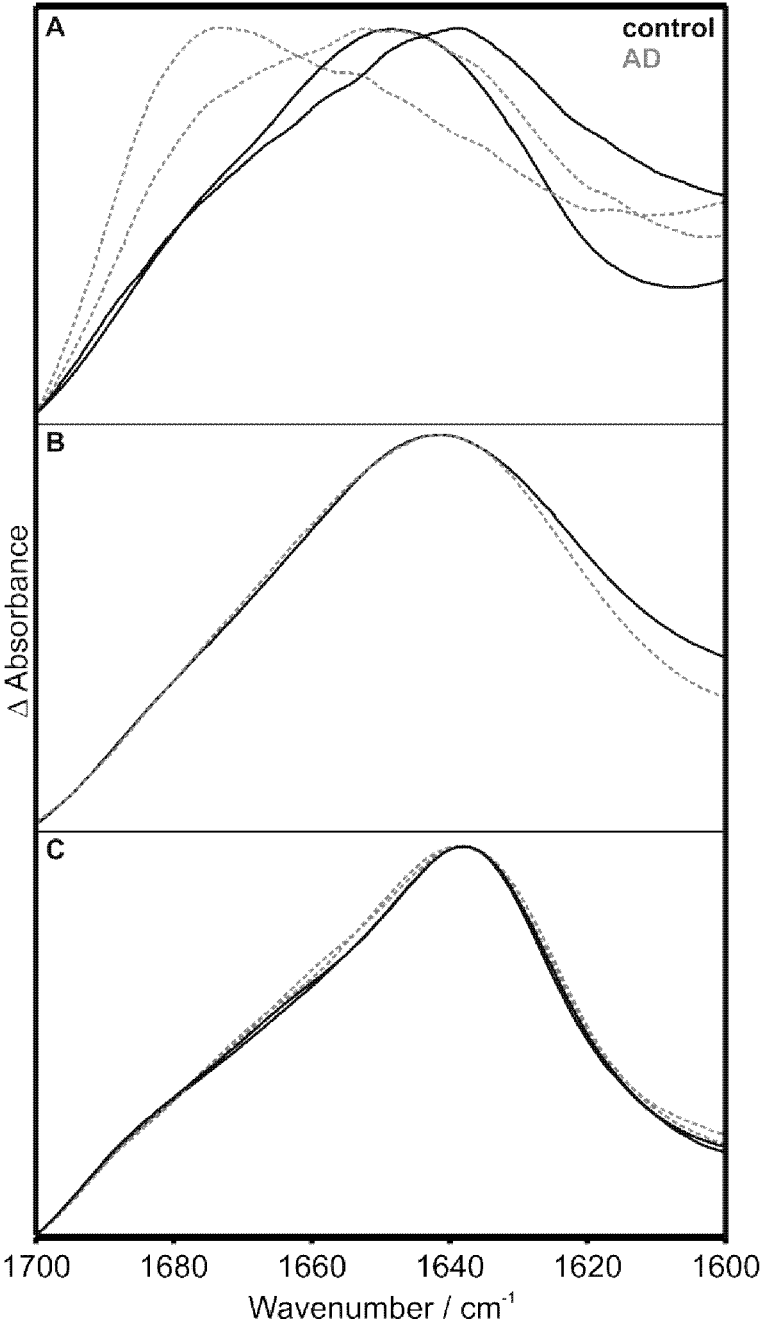 A
control
AD
B
C
Δ Absorbance
1700 1680 1660 1640 1620 1600
Wavenumber / cm⁻¹